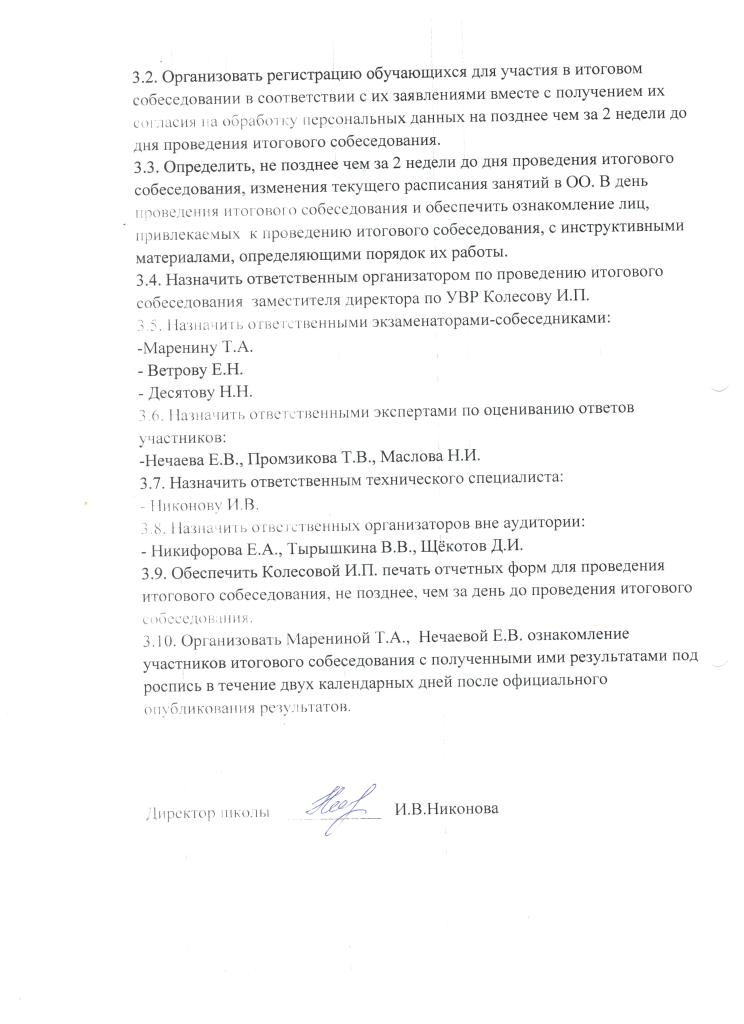 3.2. Организовать регистрацию обучающихся для участия в итоговом
собеседовании в соответствии с их заявлениями вместе с получением их
согласия на обработку персональных данных на позднее чем за 2 недели до
дня проведения итогового собеседования.
3.3. Определить, не позднее чем за 2 недели до дня проведения итогового
собеседования, изменения текущего расписания занятий в ОО. В день
проведения итогового собеседования и обеспечить ознакомление лиц,
привлекаемых к проведению итогового собеседования, с инструктивными
материалами, определяющими порядок их работы.
3.4. Назначить ответственным организатором по проведению итогового
собеседования заместителя директора по УВР Колесову И.П.
3.5. Назначить ответственными экзаменаторами-собеседниками:
-Маренину Т.А.
- Ветрову Е.Н.
- Десятову Н.Н.
3.6. Назначить ответственными экспертами по оцениванию ответов
участников:
-Нечаева Е.В., Промзикова Т.В., Маслова Н.И.
3.7. Назначить ответственным технического специалиста:
- Никонову И.В.
3.8. Назначить ответственных организаторов вне аудитории:
- Никифорова Е.А., Тырышкина В.В., Щёкотов Д.И.
3.9. Обеспечить Колесовой И.П. печать отчетных форм для проведения
итогового собеседования, не позднее, чем за день до проведения итогового
собеседования.
3.10. Организовать Марениной Т.А., Нечаевой Е.В. ознакомление
участников итогового собеседования с полученными ими результатами под
роспись в течение двух календарных дней после официального
опубликования результатов.
Директор школы И.В.Никонова